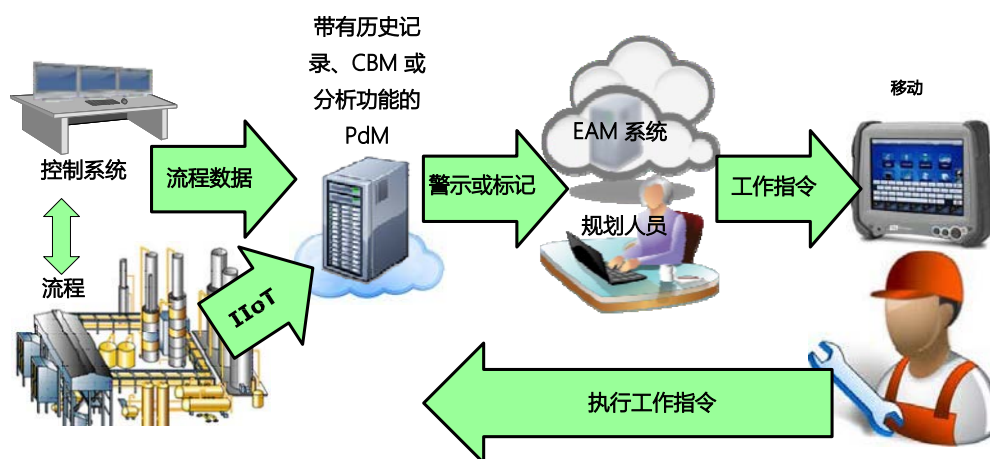 带有历史记
录、CBM 或
分析功能的
PdM
移动
控制系统
流程数据
警示或标记
EAM 系统
规划人员
工作指令
流程
IIoT
执行工作指令